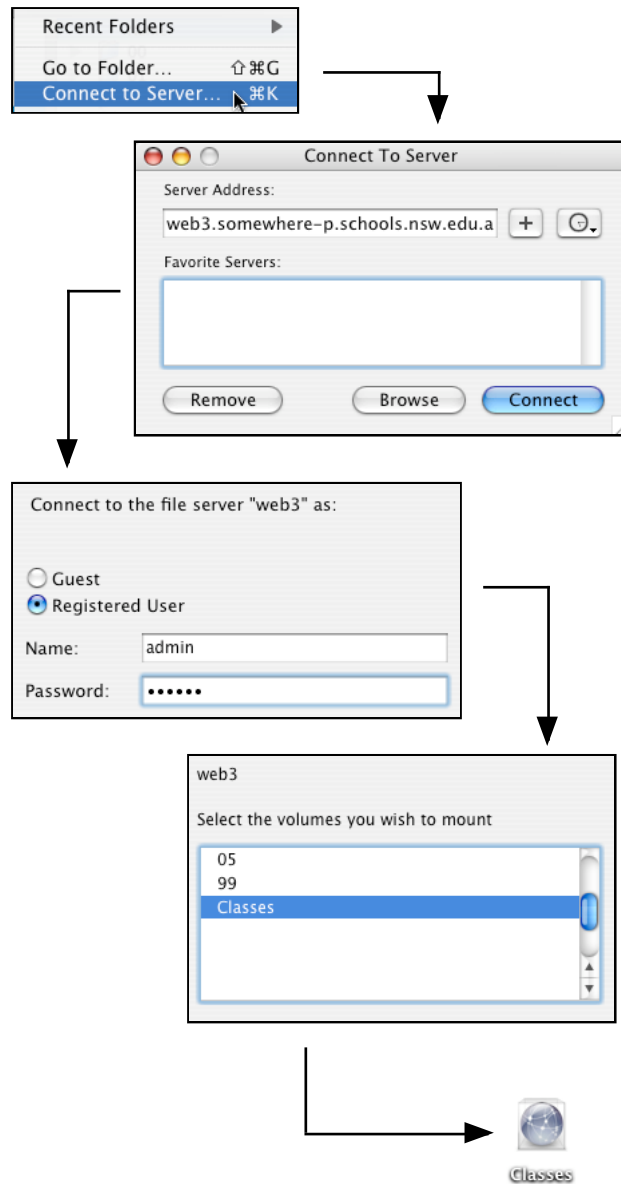 Recent Folders
Go to Folder... ⇧⌘G
Connect to Server... ⌘K
Connect To Server
Server Address:
web3.somewhere-p.schools.nsw.edu.a
Favorite Servers:
Remove Browse Connect
Connect to the file server "web3" as:
Guest
Registered User
Name: admin
Password: ••••••
web3
Select the volumes you wish to mount
05
99
Classes
Classes